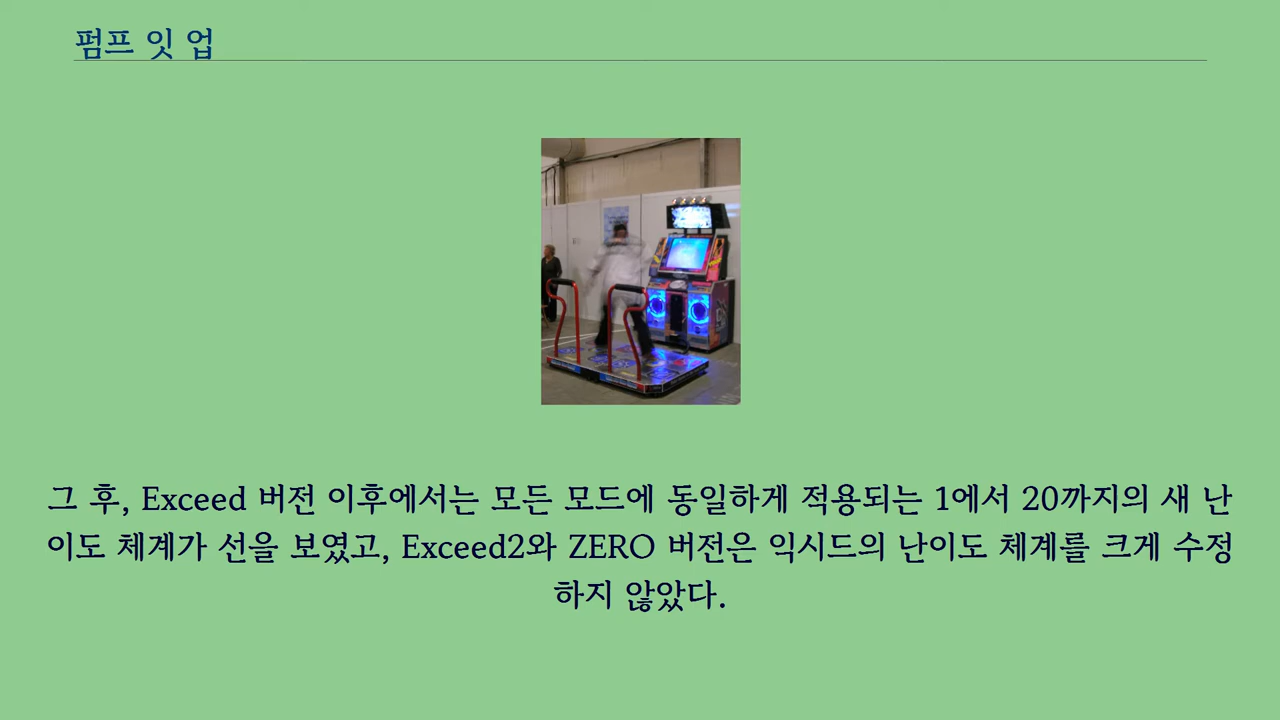 펌프 잇 업
그 후, Exceed 버전 이후에서는 모든 모드에 동일하게 적용되는 1에서 20까지의 새 난
이도 체계가 선을 보였고, Exceed2와 ZERO 버전은 익시드의 난이도 체계를 크게 수정
하지 않았다.